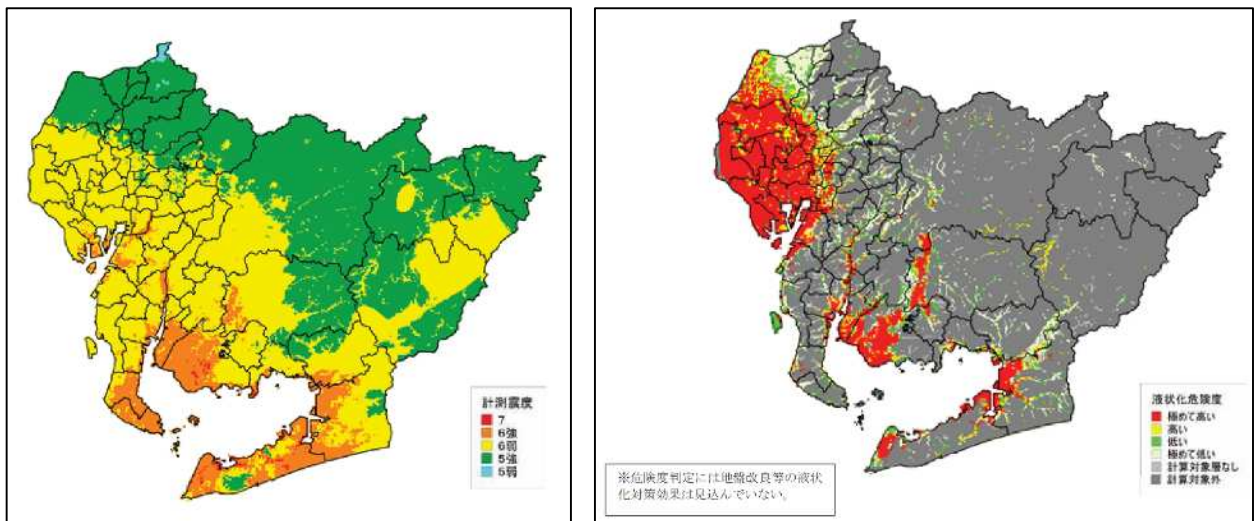 計測震度
7
6強
6弱
5強
5弱
液状化危険度
極めて高い
高い
低い
極めて低い
計算対象層なし
計算対象外
※危険度判定には地盤改良等の液状
化対策効果は見込んでいない。